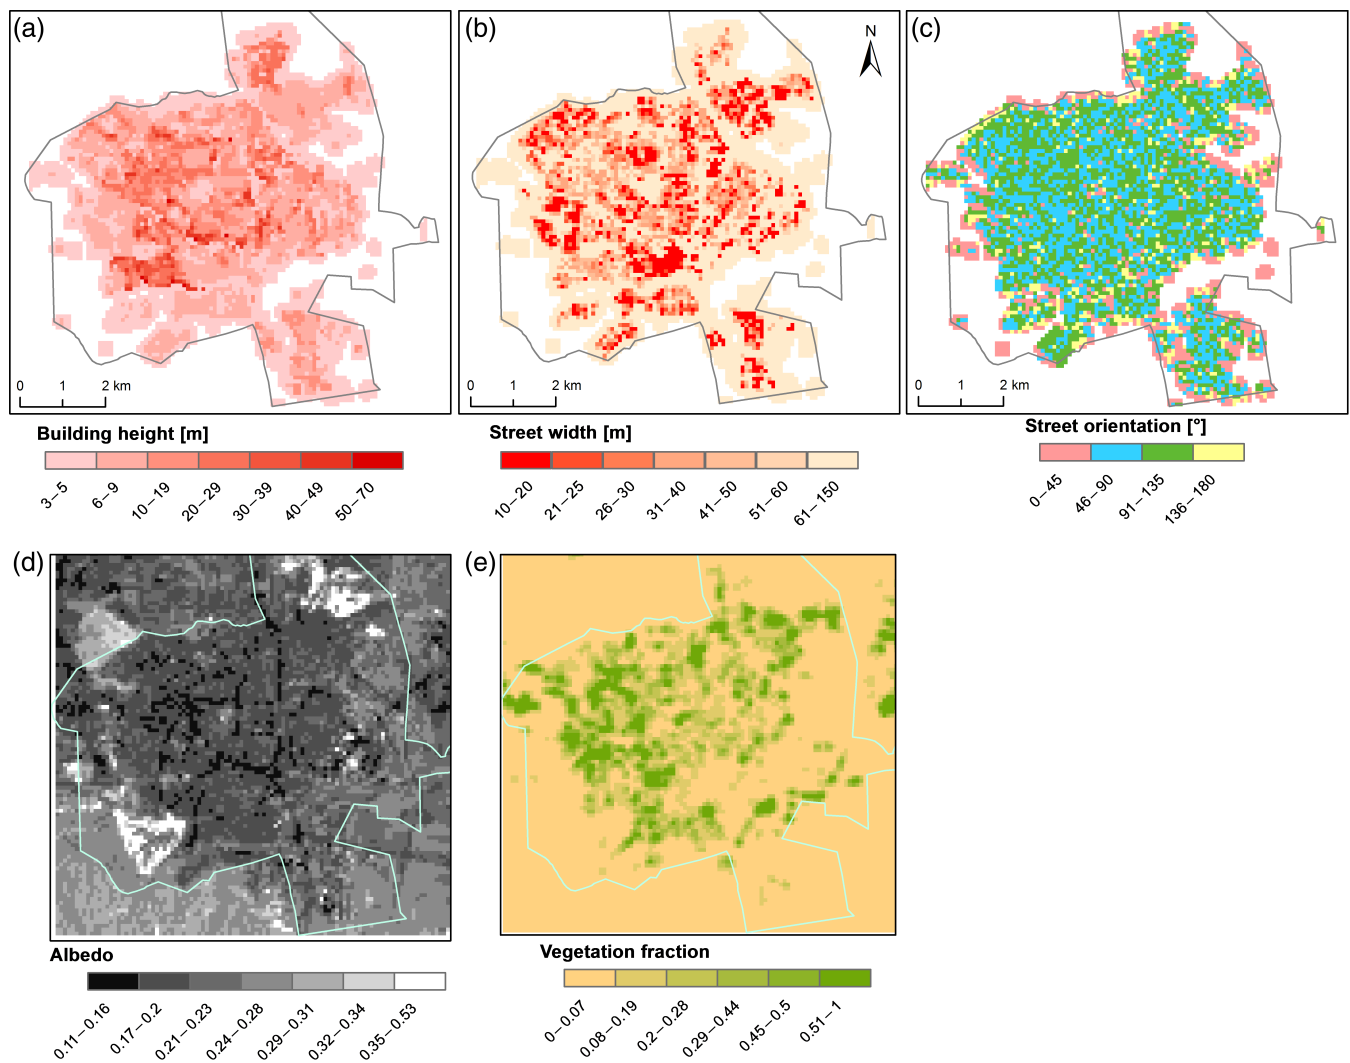 (a)
(b)
(c)
N
0 1 2 km
0 1 2 km
0 1 2 km
Building height [m]
3–5
6–9
10–19
20–29
30–39
40–49
50–70
Street width [m]
10–20
21–25
26–30
31–40
41–50
51–60
61–150
Street orientation [°]
0–45
46–90
91–135
136–180
(d)
(e)
Albedo
0.11–0.16
0.17–0.2
0.21–0.23
0.24–0.28
0.29–0.31
0.32–0.34
0.35–0.53
Vegetation fraction
0–0.07
0.08–0.19
0.2–0.28
0.29–0.44
0.45–0.5
0.51–1